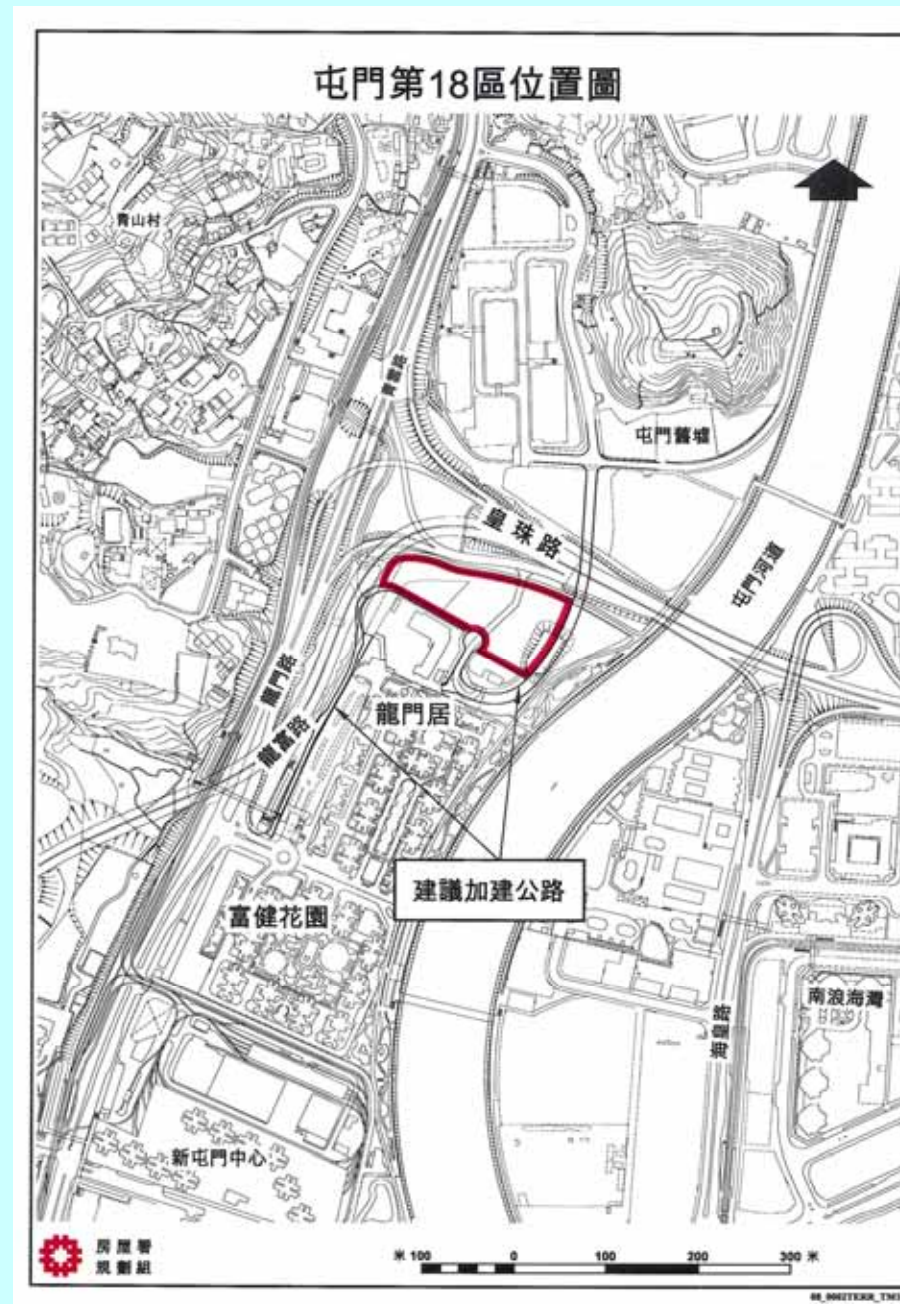 屯門第18區位置圖
青山村
青雲路
屯門舊墟
皇珠路
屯門河道
龍門路
龍門居
龍富路
建議加建公路
富健花園
南浪海灣
海皇路
新屯門中心
房屋署
規劃組
米 100 0 100 200 300 米